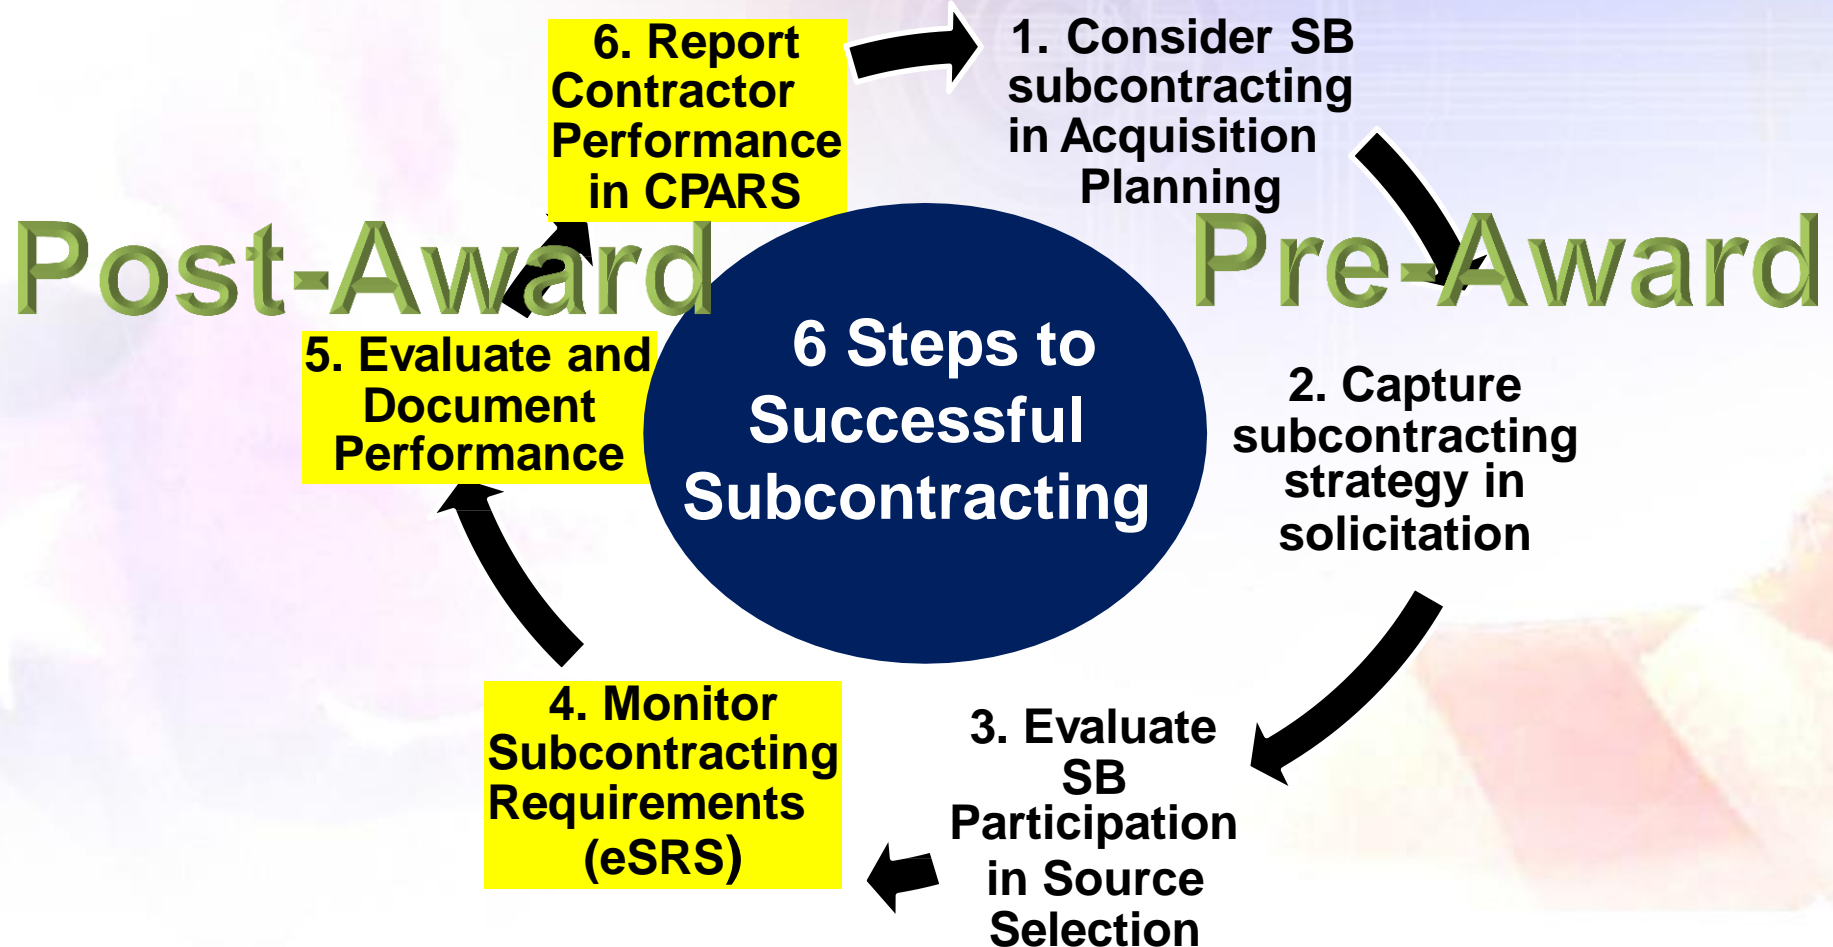 6. Report
Contractor
Performance
in CPARS
1. Consider SB
subcontracting
in Acquisition
Planning
Post-Award
Pre-Award
5. Evaluate and
Document
Performance
6 Steps to
Successful
Subcontracting
2. Capture
subcontracting
strategy in
solicitation
4. Monitor
Subcontracting
Requirements
(eSRS)
3. Evaluate
SB
Participation
in Source
Selection